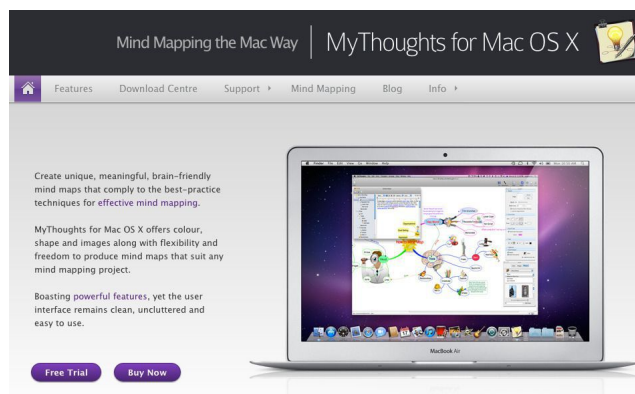 Mind Mapping the Mac Way
MyThoughts for Mac OS X
Features
Download Centre
Support
Mind Mapping
Blog
Info
Create unique, meaningful, brain-friendly
mind maps that comply to the best-practice
techniques for effective mind mapping.
MyThoughts for Mac OS X offers colour,
shape and images along with flexibility and
freedom to produce mind maps that suit any
mind mapping project.
Boasting powerful features, yet the user
interface remains clean, uncluttered and
easy to use.
Free Trial
Buy Now
MacBook Air